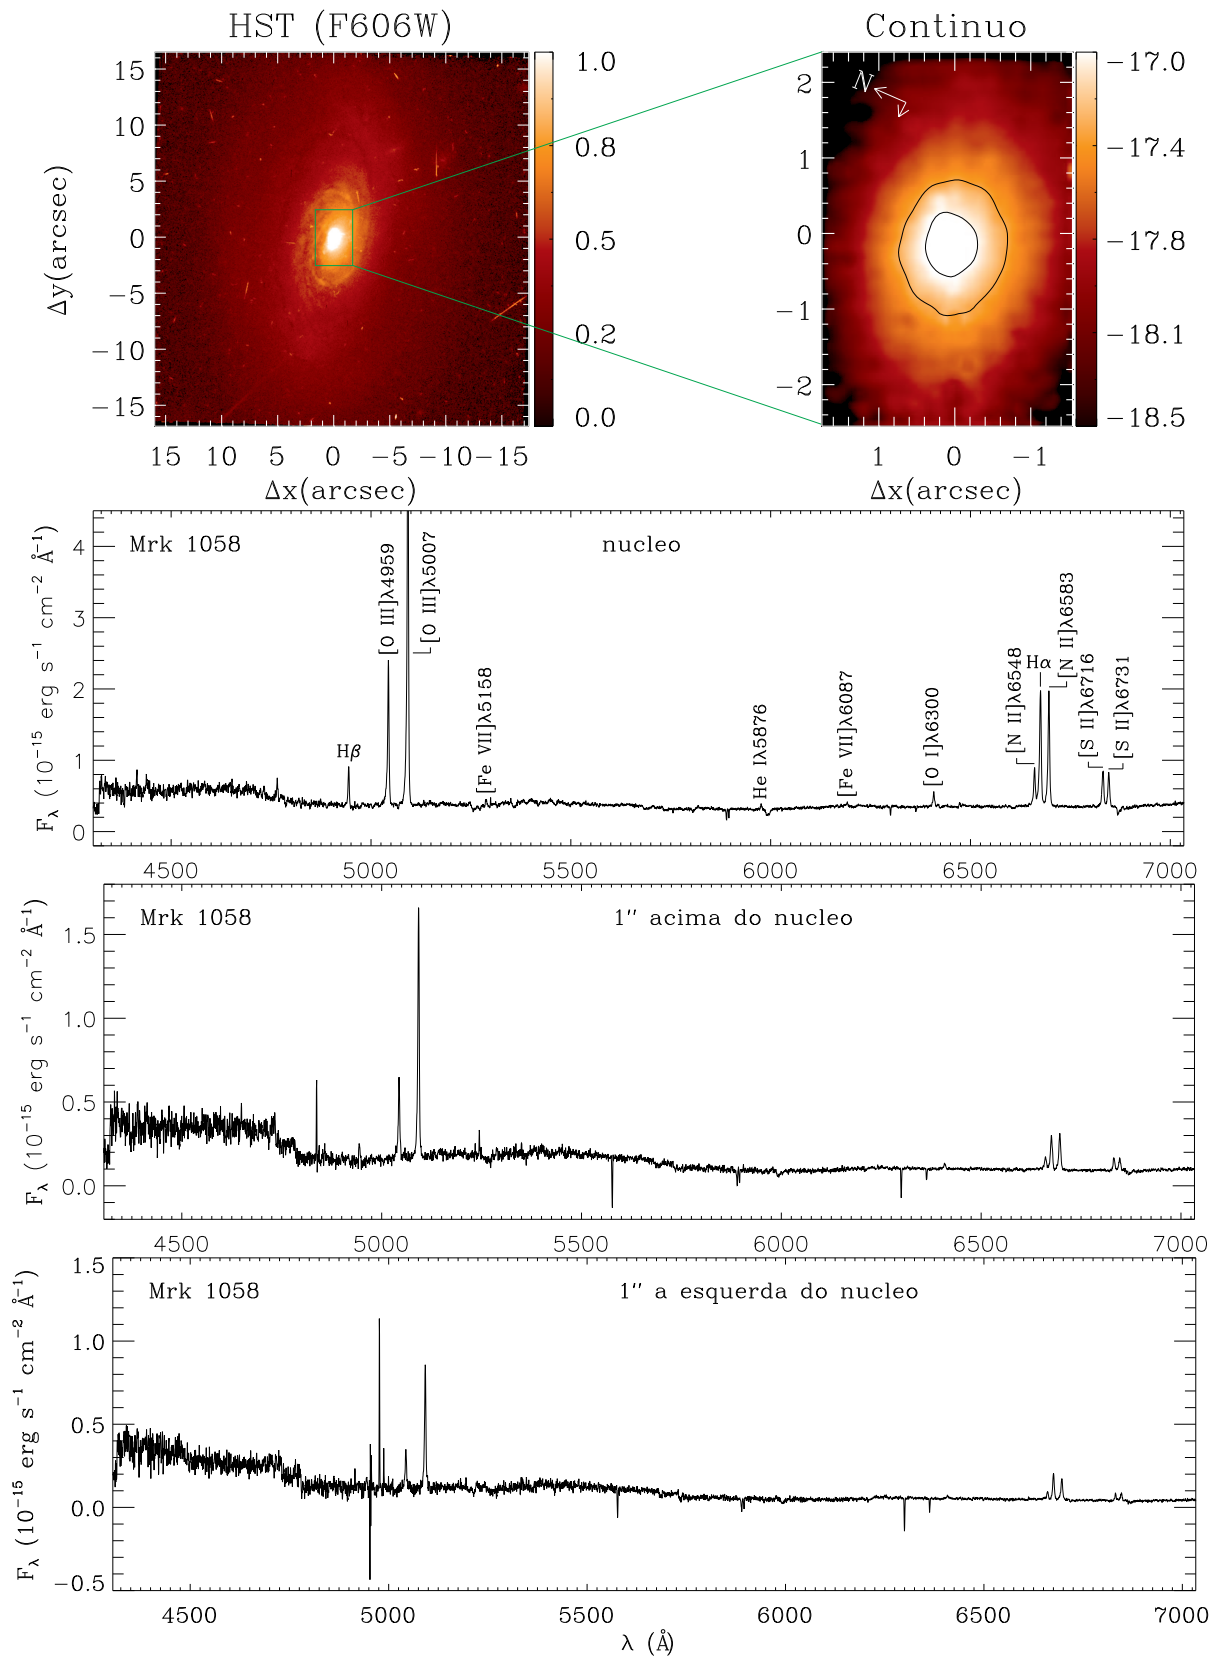 HST (F606W)
Continuo
Δy(arcsec)
15
10
5
0
−5
−10
−15
1.0
0.8
0.5
0.2
0.0
15 10 5 0 −5 −10 −15
Δx(arcsec)
N
2
1
0
−1
−2
−17.0
−17.4
−17.8
−18.1
−18.5
1 0 −1
Δx(arcsec)
Mrk 1058
nucleo
Fλ (10−15 erg s−1 cm−2 Å−1)
4
3
2
1
0
Hβ
[O III]λ4959
[O III]λ5007
[Fe VII]λ5158
He Iλ5876
[Fe VII]λ6087
[O I]λ6300
[N II]λ6548
Hα
[N II]λ6583
[S II]λ6716
[S II]λ6731
4500 5000 5500 6000 6500 7000
Mrk 1058
1″ acima do nucleo
Fλ (10−15 erg s−1 cm−2 Å−1)
1.5
1.0
0.5
0.0
4500 5000 5500 6000 6500 7000
Mrk 1058
1″ a esquerda do nucleo
Fλ (10−15 erg s−1 cm−2 Å−1)
1.5
1.0
0.5
0.0
−0.5
4500 5000 5500 6000 6500 7000
λ (Å)